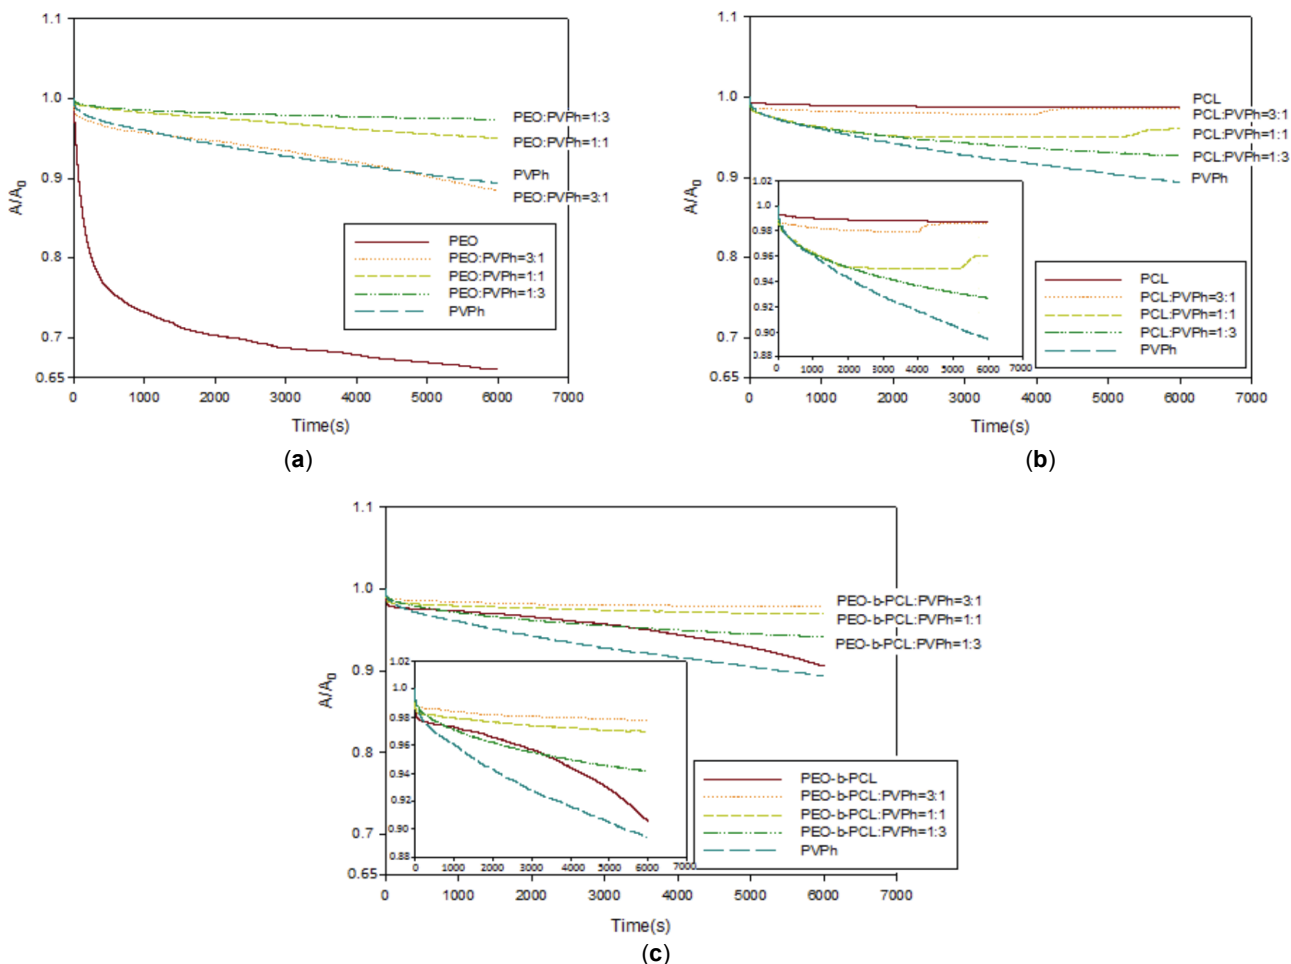 1.1
1.0
0.9
0.8
0.7
0.65
A/A0
PEO:PVPh=1:3
PEO:PVPh=1:1
PVPh
PEO:PVPh=3:1
PEO
PEO:PVPh=3:1
PEO:PVPh=1:1
PEO:PVPh=1:3
PVPh
0 1000 2000 3000 4000 5000 6000 7000
Time(s)
(a)
1.1
1.0
0.9
0.8
0.7
0.65
A/A0
PCL
PCL:PVPh=3:1
PCL:PVPh=1:1
PCL:PVPh=1:3
PVPh
1.02
1.00
0.98
0.96
0.94
0.92
0.90
0.88
0 1000 2000 3000 4000 5000 6000 7000
PCL
PCL:PVPh=3:1
PCL:PVPh=1:1
PCL:PVPh=1:3
PVPh
0 1000 2000 3000 4000 5000 6000 7000
Time(s)
(b)
1.1
1.0
0.9
0.8
0.7
0.65
A/A0
PEO-b-PCL:PVPh=3:1
PEO-b-PCL:PVPh=1:1
PEO-b-PCL:PVPh=1:3
1.02
1.00
0.98
0.96
0.94
0.92
0.90
0.88
0 1000 2000 3000 4000 5000 6000 7000
PEO-b-PCL
PEO-b-PCL:PVPh=3:1
PEO-b-PCL:PVPh=1:1
PEO-b-PCL:PVPh=1:3
PVPh
0 1000 2000 3000 4000 5000 6000 7000
Time(s)
(c)